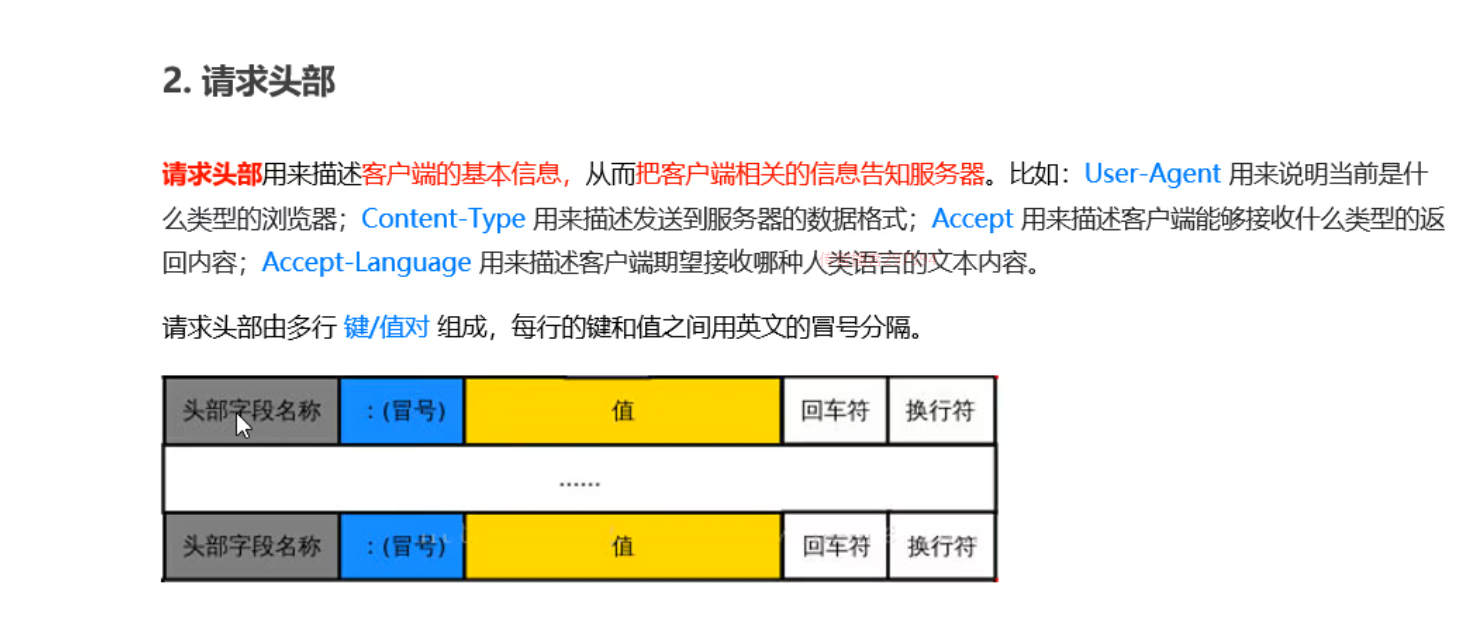 2. 请求头部
请求头部用来描述客户端的基本信息，从而把客户端相关的信息告知服务器。比如：User-Agent 用来说明当前是什
么类型的浏览器；Content-Type 用来描述发送到服务器的数据格式；Accept 用来描述客户端能够接收什么类型的返
回内容；Accept-Language 用来描述客户端期望接收哪种人类语言的文本内容。
请求头部由多行 键/值对 组成，每行的键和值之间用英文的冒号分隔。
头部字段名称 ：(冒号) 值 回车符 换行符
......
头部字段名称 ：(冒号) 值 回车符 换行符